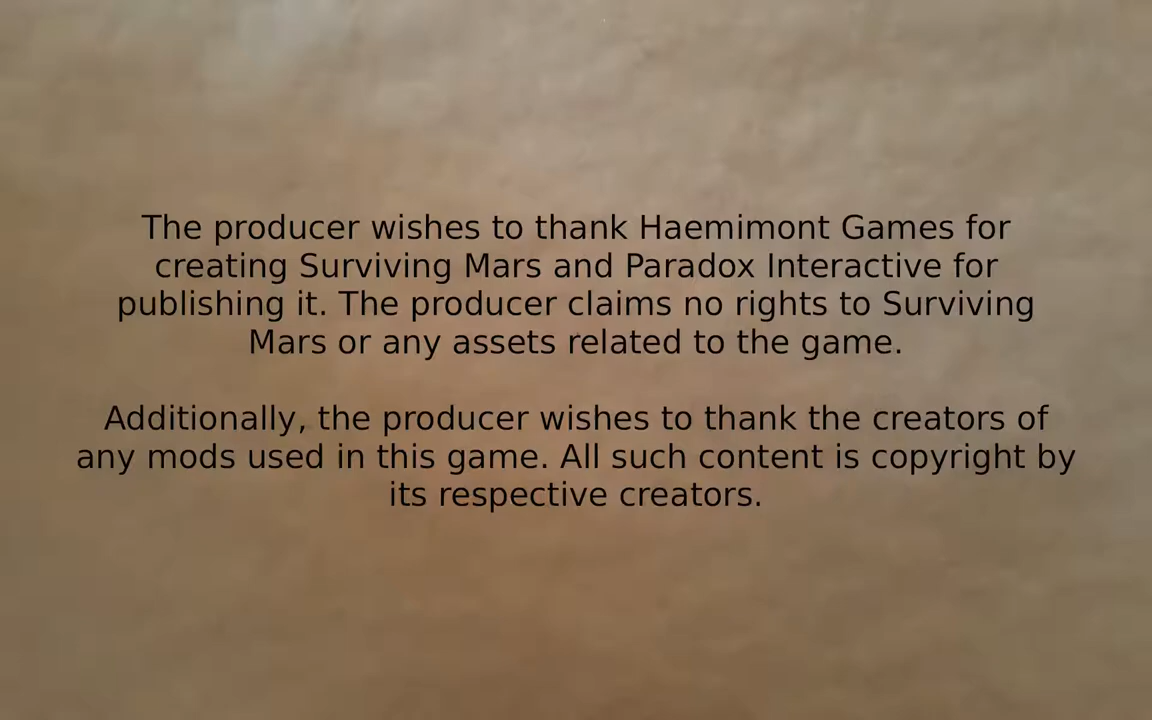 The producer wishes to thank Haemimont Games for
creating Surviving Mars and Paradox Interactive for
publishing it. The producer claims no rights to Surviving
Mars or any assets related to the game.
Additionally, the producer wishes to thank the creators of
any mods used in this game. All such content is copyright by
its respective creators.